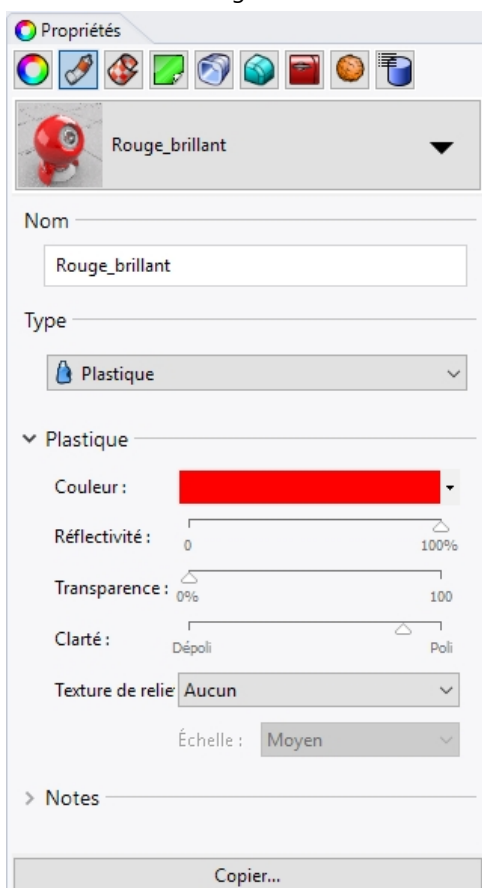 Propriétés
Rouge_brillant
Nom
Rouge_brillant
Type
Plastique
Plastique
Couleur :
Réflectivité :
0 100%
Transparence :
0% 100
Clarté :
Dépoli Poli
Texture de relie Aucun
Échelle : Moyen
Notes
Copier...